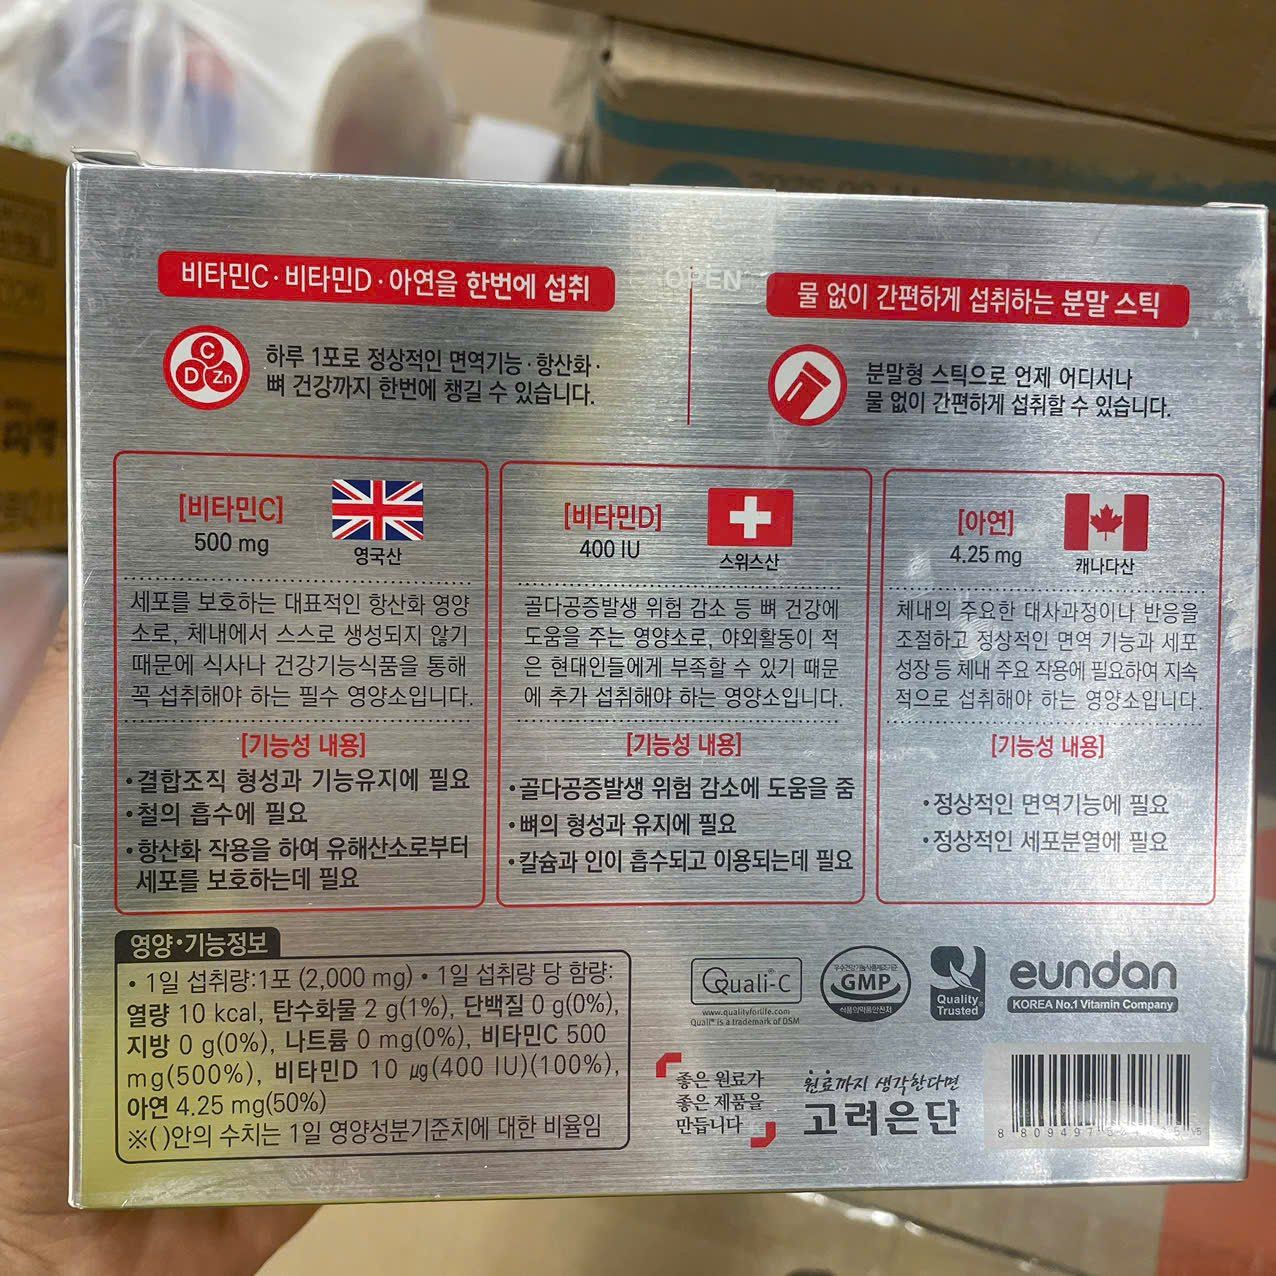 OPEN
비타민C·비타민D·아연을 한번에 섭취
C
D Zn
하루 1포로 정상적인 면역기능·항산화·
뼈 건강까지 한번에 챙길 수 있습니다.
물 없이 간편하게 섭취하는 분말 스틱
분말형 스틱으로 언제 어디서나
물 없이 간편하게 섭취할 수 있습니다.
[비타민C]
500 mg
영국산
세포를 보호하는 대표적인 항산화 영양
소로, 체내에서 스스로 생성되지 않기
때문에 식사나 건강기능식품을 통해
꼭 섭취해야 하는 필수 영양소입니다.
[기능성 내용]
•결합조직 형성과 기능유지에 필요
•철의 흡수에 필요
•항산화 작용을 하여 유해산소로부터
세포를 보호하는데 필요
[비타민D]
400 IU
스위스산
골다공증발생 위험 감소 등 뼈 건강에
도움을 주는 영양소로, 야외활동이 적
은 현대인들에게 부족할 수 있기 때문
에 추가 섭취해야 하는 영양소입니다.
[기능성 내용]
•골다공증발생 위험 감소에 도움을 줌
•뼈의 형성과 유지에 필요
•칼슘과 인이 흡수되고 이용되는데 필요
[아연]
4.25 mg
캐나다산
체내의 주요한 대사과정이나 반응을
조절하고 정상적인 면역 기능과 세포
성장 등 체내 주요 작용에 필요하여 지속
적으로 섭취해야 하는 영양소입니다.
[기능성 내용]
•정상적인 면역기능에 필요
•정상적인 세포분열에 필요
영양•기능정보
• 1일 섭취량:1포 (2,000 mg) • 1일 섭취량 당 함량:
열량 10 kcal, 탄수화물 2 g(1%), 단백질 0 g(0%),
지방 0 g(0%), 나트륨 0 mg(0%), 비타민C 500
mg(500%), 비타민D 10 ㎍(400 IU)(100%),
아연 4.25 mg(50%)
※( )안의 수치는 1일 영양성분기준치에 대한 비율임
Quali®-C
www.qualityforlife.com
Quali® is a trademark of DSM
우수건강기능식품제조기준
GMP
식품의약품안전처
Quality
Trusted
eundan
KOREA No.1 Vitamin Company
좋은 원료가
좋은 제품을
만듭니다
원료까지 생각한다면
고려은단